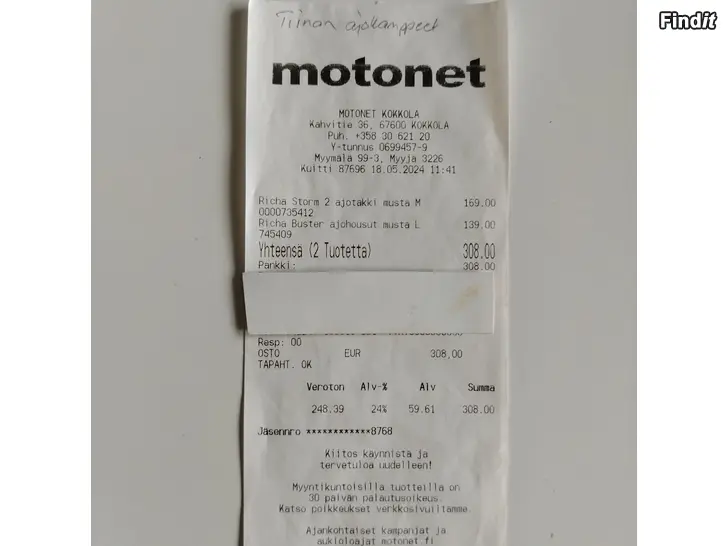 Findit
Tiinan ajokamppeet
motonet
MOTONET KOKKOLA
Kahvitie 36, 67600 KOKKOLA
Puh. +358 30 621 20
Y-tunnus 0699457-9
Myymälä 99-3, Myyjä 3226
Kuitti 87696 18.05.2024 11:41
Richa Storm 2 ajotakki musta M 169.00
0000735412
Richa Buster ajohousut musta L 139.00
745409
Yhteensä (2 Tuotetta) 308.00
Pankki: 308.00
Resp: 00
OSTO EUR 308,00
TAPAHT. OK
Veroton Alv-% Alv Summa
248.39 24% 59.61 308.00
Jäsennro ************8768
Kiitos käynnistä ja
tervetuloa uudelleen!
Myyntikuntoisilla tuotteilla on
30 päivän palautusoikeus.
Katso poikkeukset verkkosivuiltamme.
Ajankohtaiset kampanjat ja
aukioloajat motonet.fi